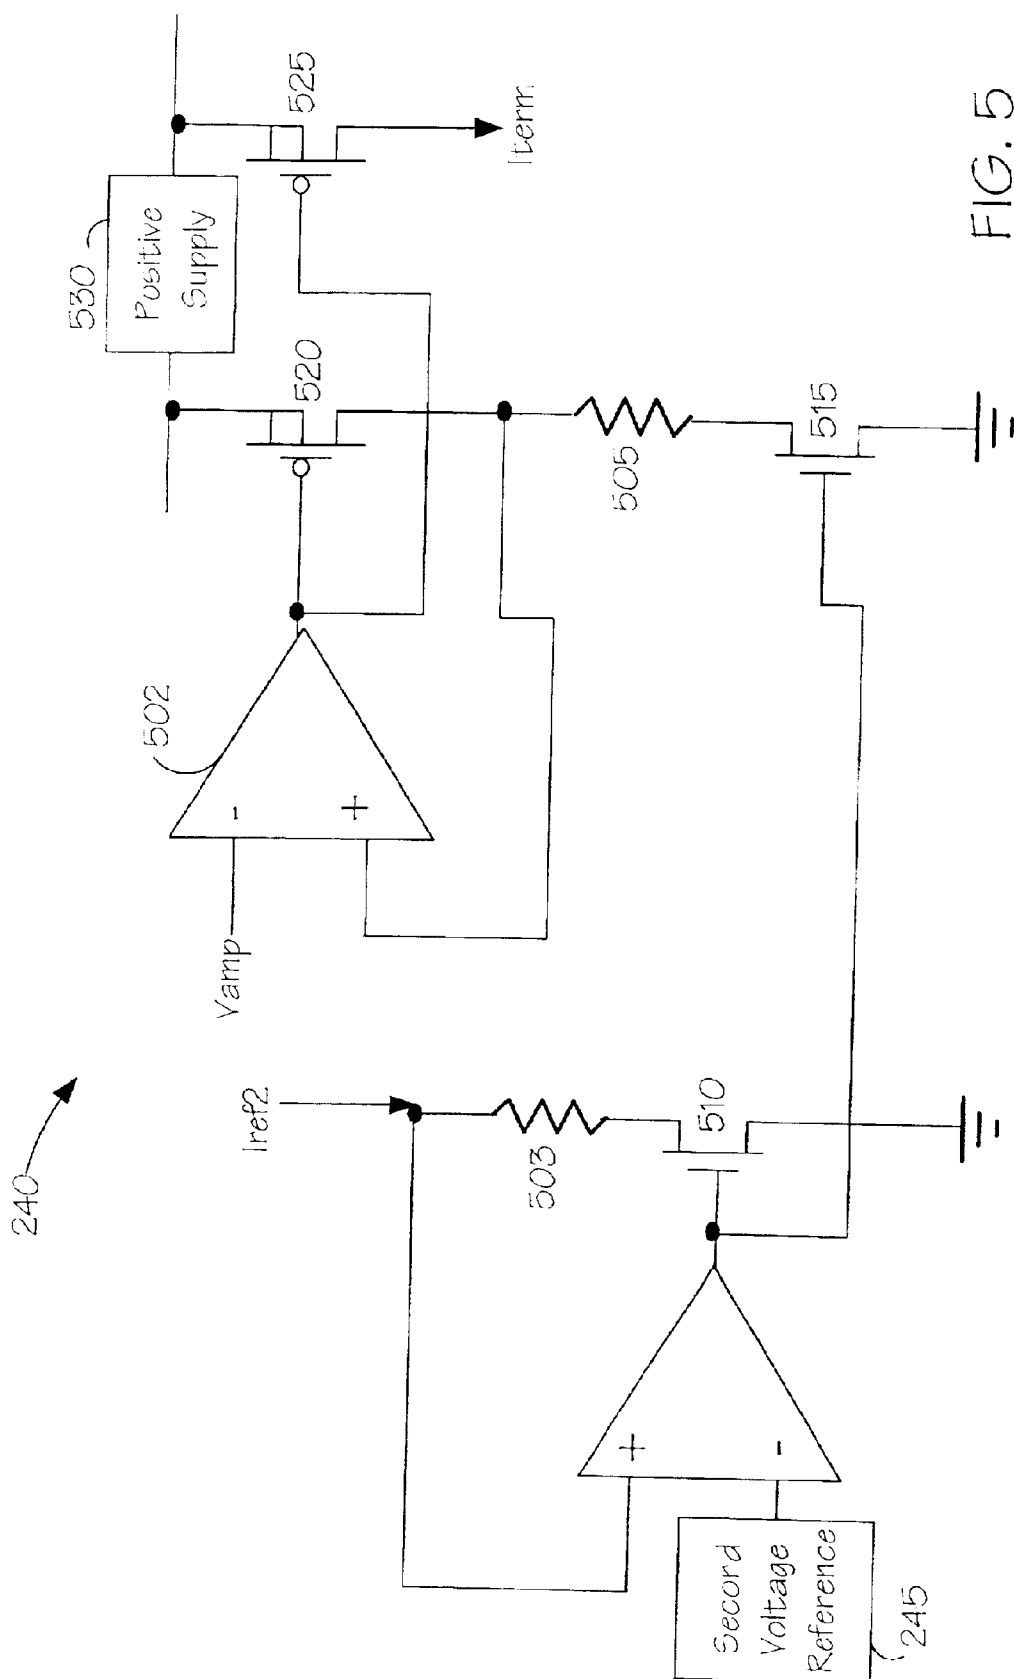 240
Second
Voltage
Reference
245
+
-
Iref2
503
510
Vamp
-
+
502
530
Positive
Supply
520
525
Iterm
505
515
FIG. 5